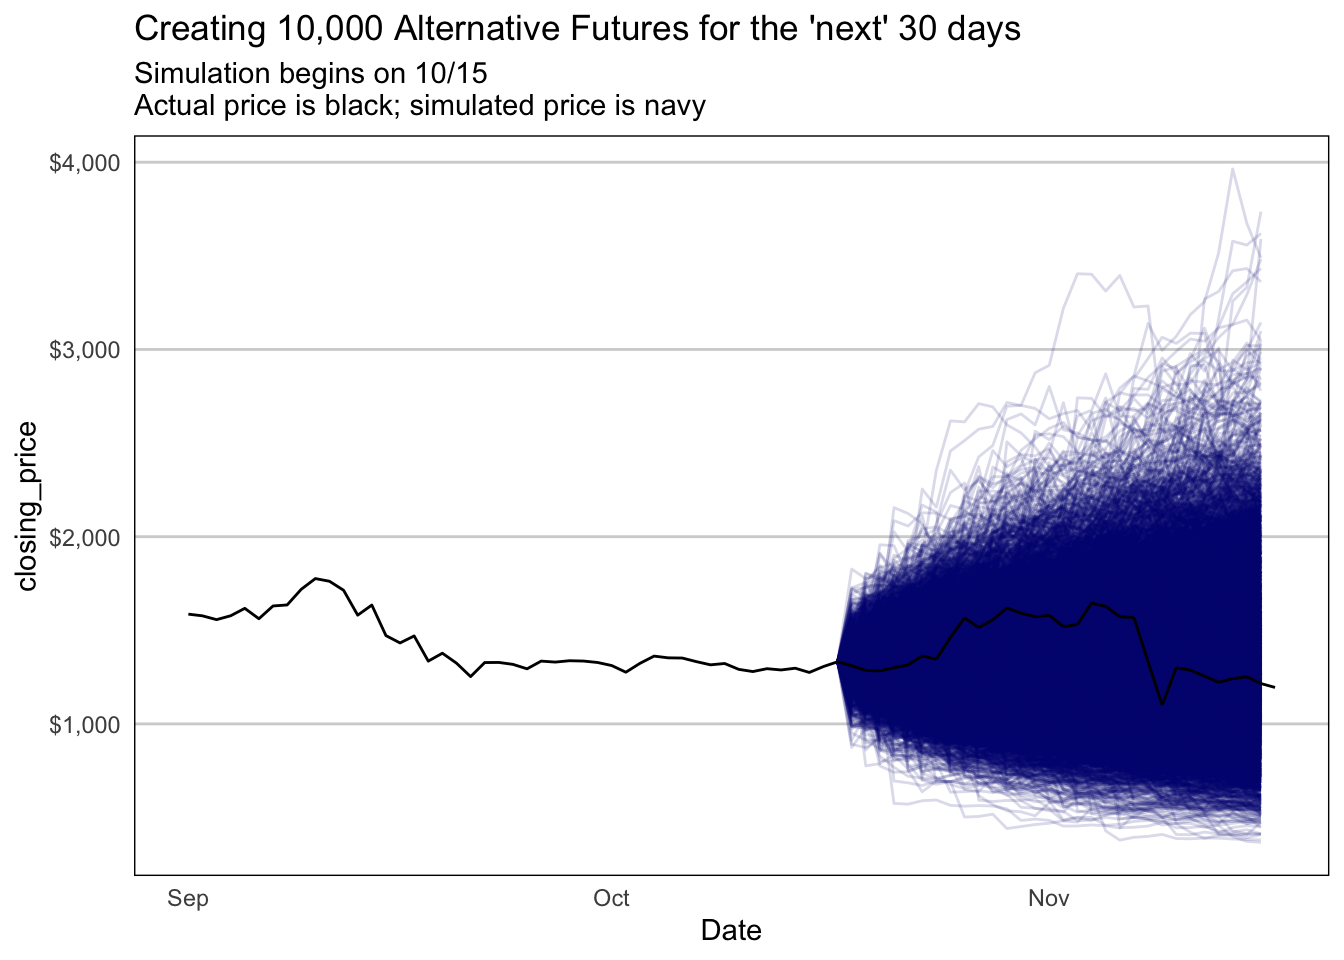 Creating 10,000 Alternative Futures for the 'next' 30 days
Simulation begins on 10/15
Actual price is black; simulated price is navy
$4,000
$3,000
$2,000
$1,000
closing_price
Sep
Oct
Nov
Date